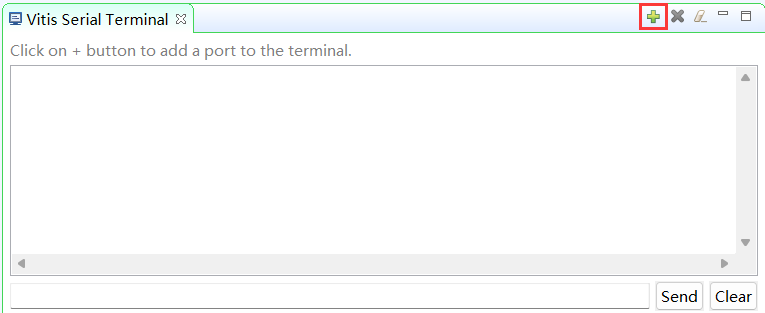 Vitis Serial Terminal
Click on + button to add a port to the terminal.
Send Clear